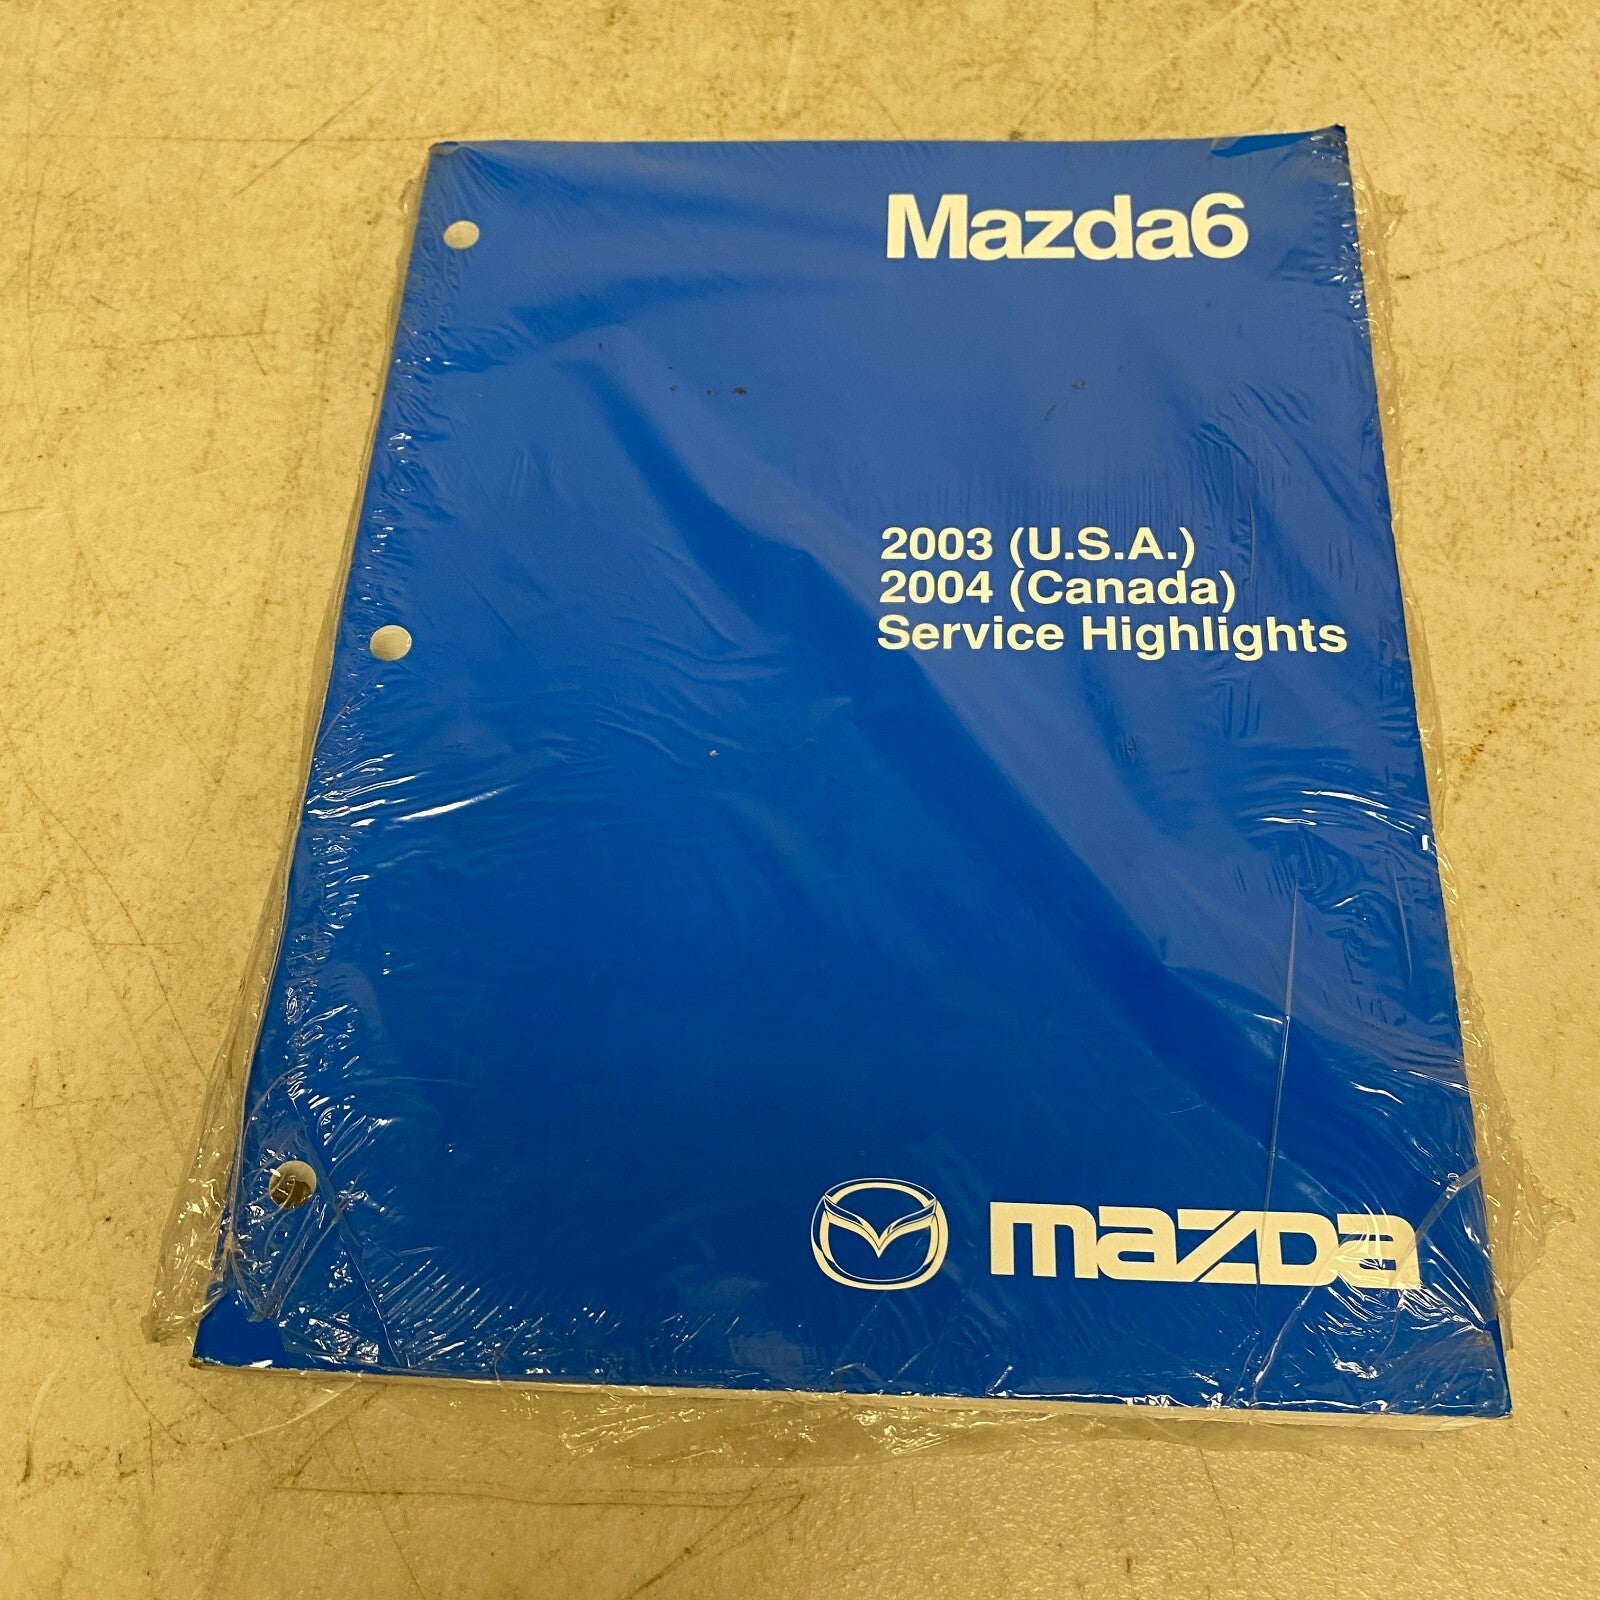 Mazda6
2003 (U.S.A.)
2004 (Canada)
Service Highlights
mazda